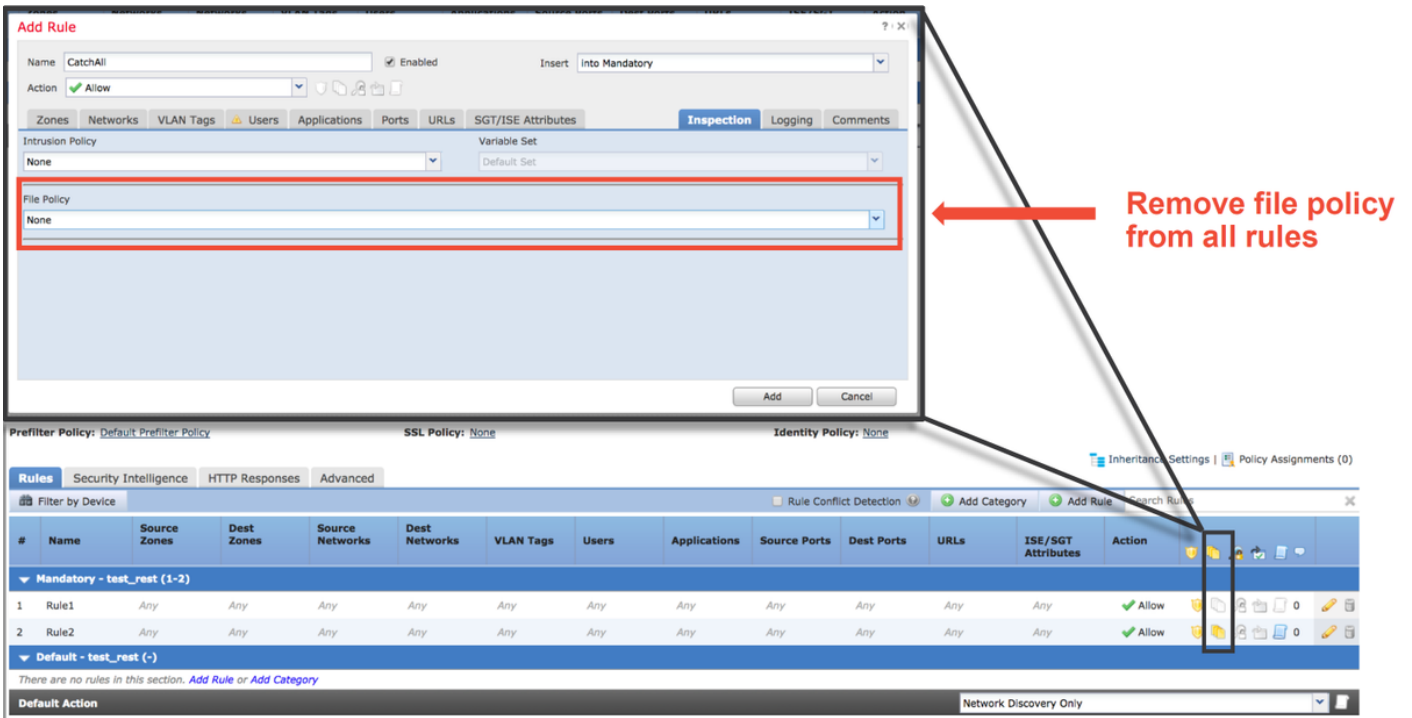 Add Rule
Name CatchAll Enabled Insert into Mandatory
Action Allow
Zones Networks VLAN Tags Users Applications Ports URLs SGT/ISE Attributes Inspection Logging Comments
Intrusion Policy Variable Set
None Default Set
File Policy
None
Remove file policy
from all rules
Add Cancel
Prefilter Policy: Default Prefilter Policy SSL Policy: None Identity Policy: None
Inheritance Settings | Policy Assignments (0)
Rules Security Intelligence HTTP Responses Advanced
Filter by Device Rule Conflict Detection Add Category Add Rule Search Rules
# Name Source Zones Dest Zones Source Networks Dest Networks VLAN Tags Users Applications Source Ports Dest Ports URLs ISE/SGT Attributes Action
Mandatory - test_rest (1-2)
1 Rule1 Any Any Any Any Any Any Any Any Any Any Any Allow 0
2 Rule2 Any Any Any Any Any Any Any Any Any Any Any Allow 0
Default - test_rest (-)
There are no rules in this section. Add Rule or Add Category
Default Action Network Discovery Only